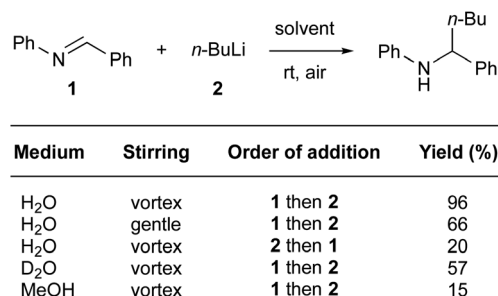 Ph N Ph + n-BuLi solvent rt, air Ph N H n-Bu Ph
1 2
Medium Stirring Order of addition Yield (%)
H₂O vortex 1 then 2 96
H₂O gentle 1 then 2 66
H₂O vortex 2 then 1 20
D₂O vortex 1 then 2 57
MeOH vortex 1 then 2 15